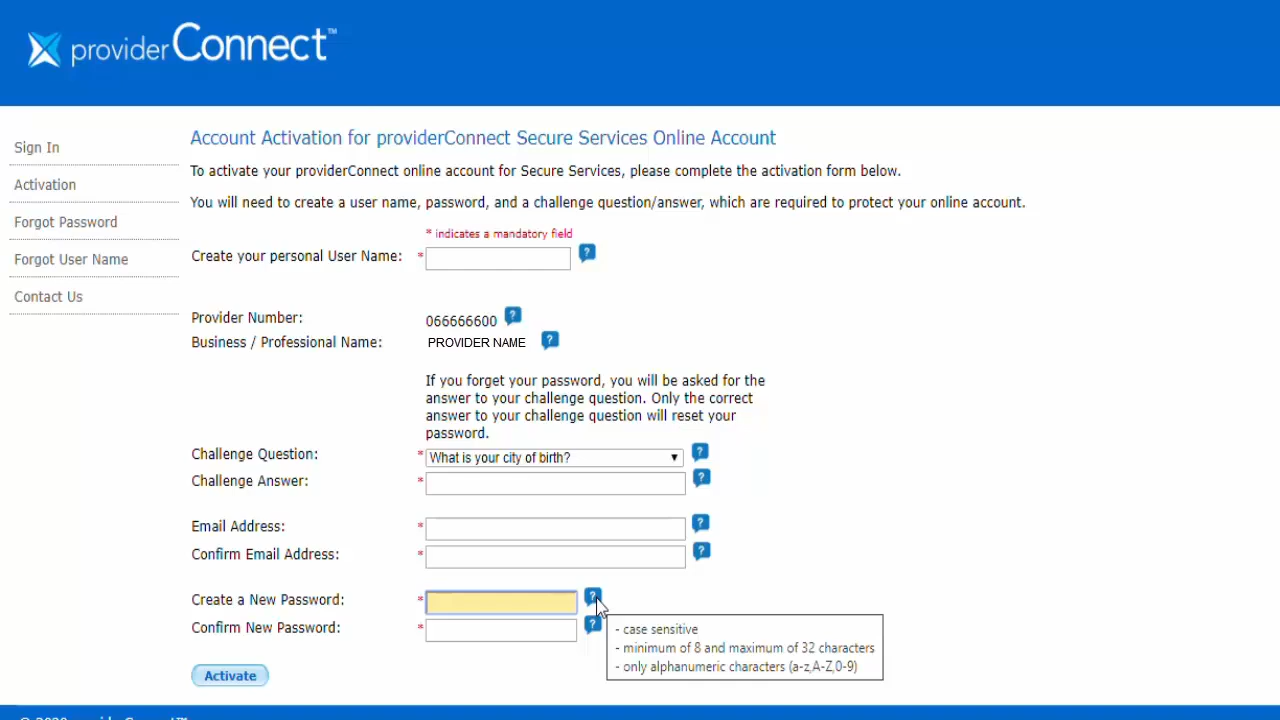 providerConnect™
Sign In
Activation
Forgot Password
Forgot User Name
Contact Us
Account Activation for providerConnect Secure Services Online Account
To activate your providerConnect online account for Secure Services, please complete the activation form below.
You will need to create a user name, password, and a challenge question/answer, which are required to protect your online account.
* indicates a mandatory field
Create your personal User Name: * ?
Provider Number: 066666600 ?
Business / Professional Name: PROVIDER NAME ?
If you forget your password, you will be asked for the
answer to your challenge question. Only the correct
answer to your challenge question will reset your
password.
Challenge Question: * What is your city of birth? ▼ ?
Challenge Answer: * ?
Email Address: * ?
Confirm Email Address: * ?
Create a New Password: * ?
Confirm New Password: * ?
- case sensitive
- minimum of 8 and maximum of 32 characters
- only alphanumeric characters (a-z,A-Z,0-9)
Activate